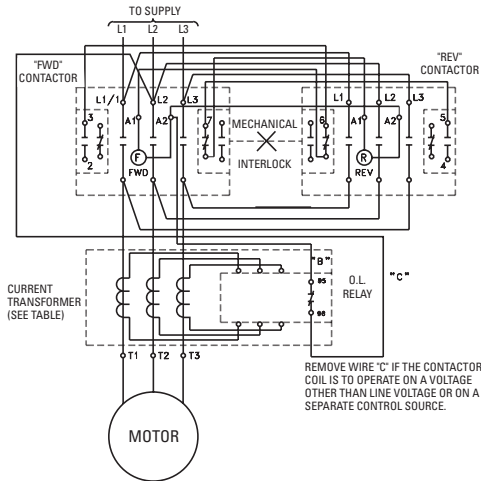 TO SUPPLY
L1 L2 L3
"FWD"
CONTACTOR
"REV"
CONTACTOR
L1/1 L2 L3
L1 L2 L3
3 A1 A2 7
MECHANICAL
INTERLOCK
6 A1 A2 5
2 F
FWD
R
REV
4
"B"
95
96
O.L.
RELAY
"C"
CURRENT
TRANSFORMER
(SEE TABLE)
T1 T2 T3
REMOVE WIRE "C" IF THE CONTACTOR
COIL IS TO OPERATE ON A VOLTAGE
OTHER THAN LINE VOLTAGE OR ON A
SEPARATE CONTROL SOURCE.
MOTOR